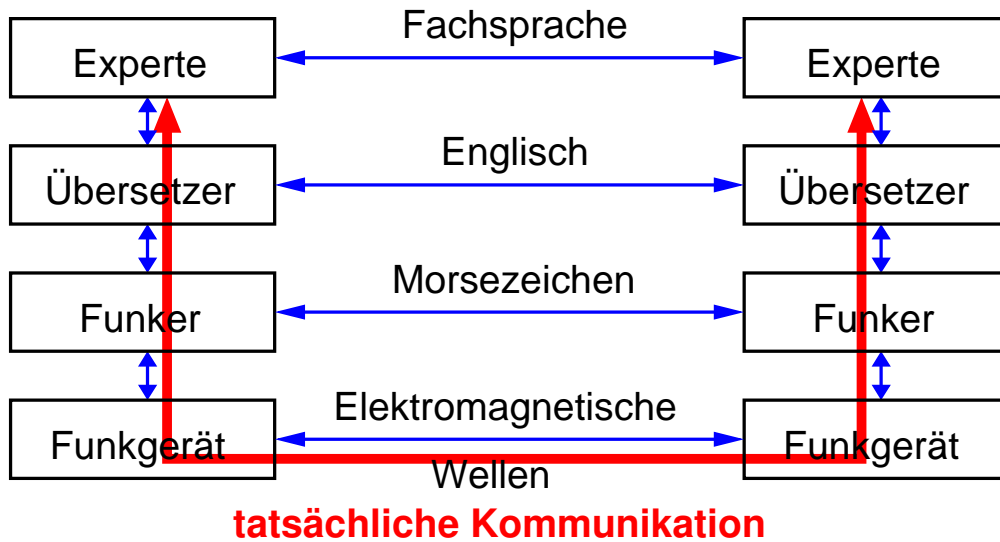 Fachsprache
Experte Experte
Englisch
Übersetzer Übersetzer
Morsezeichen
Funker Funker
Elektromagnetische
Funkgerät Funkgerät
Wellen
tatsächliche Kommunikation